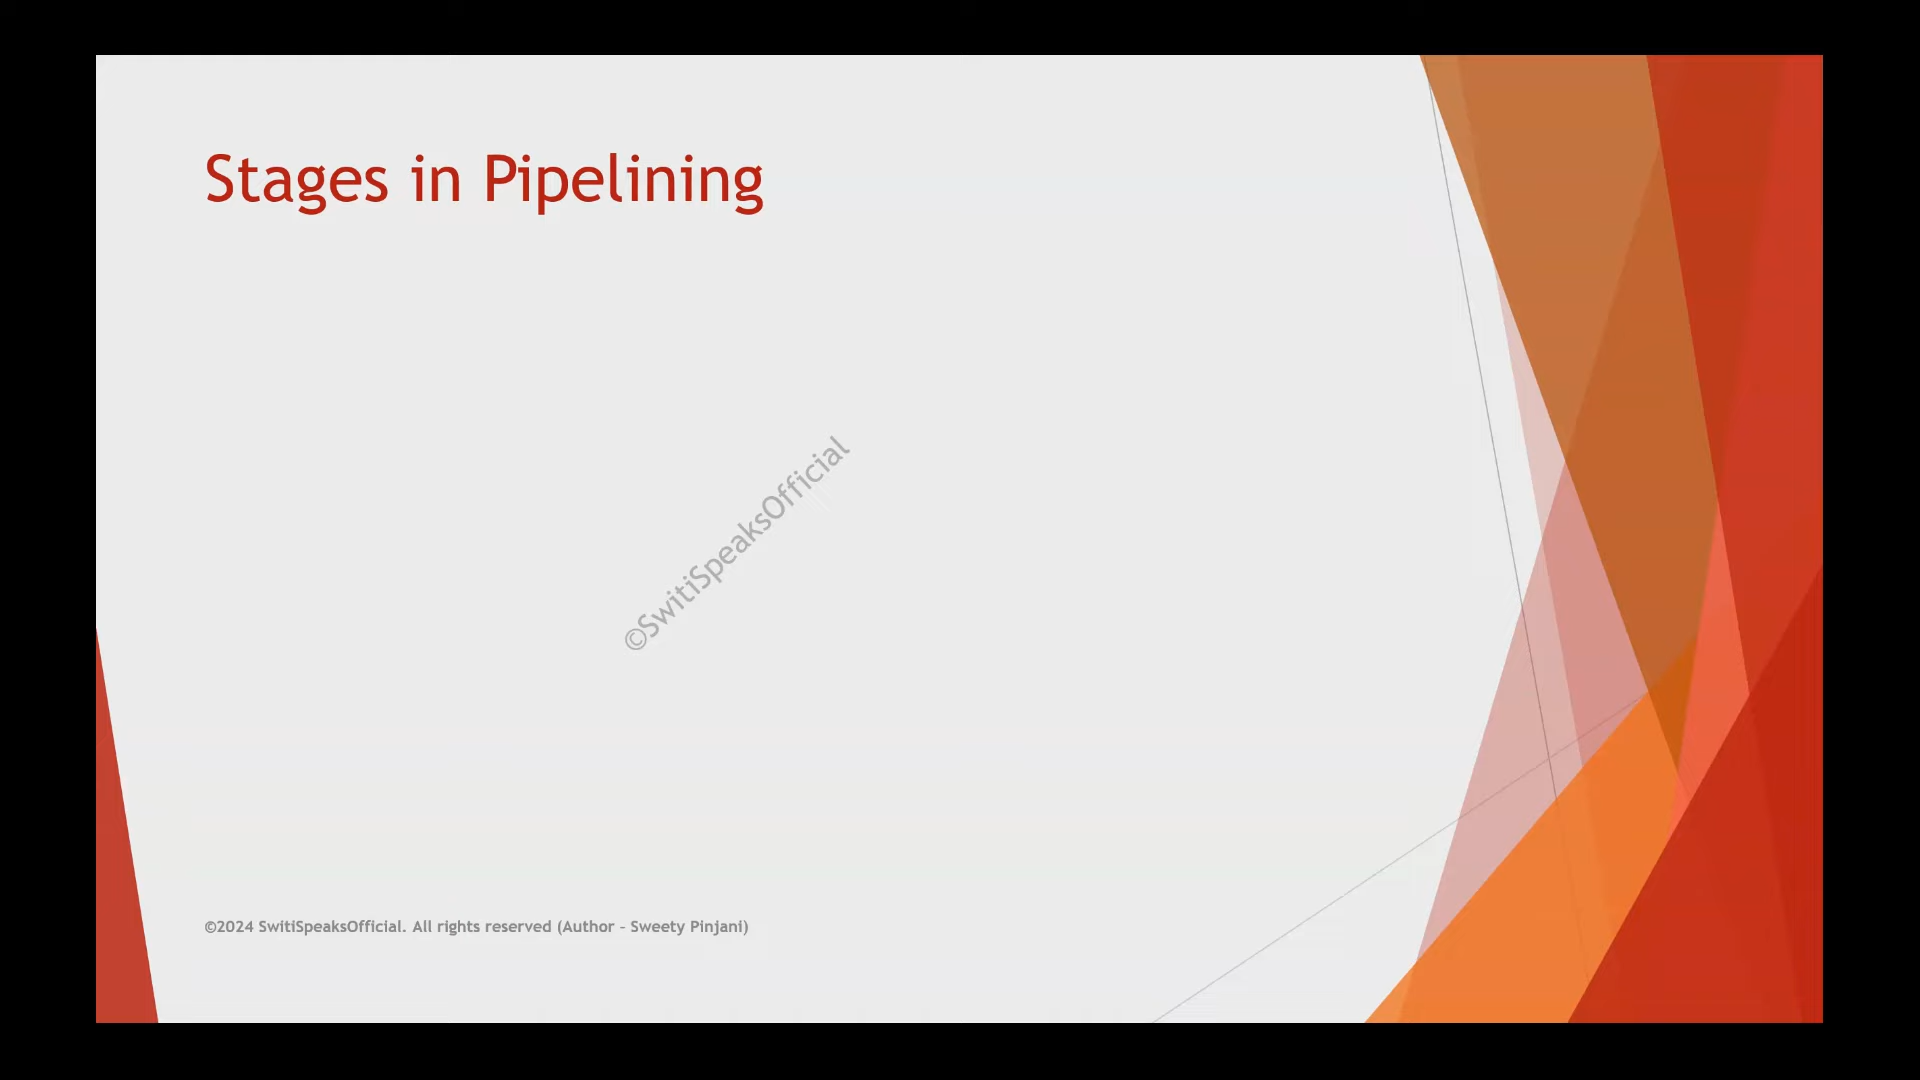 Stages in Pipelining
©SwitiSpeaksOfficial
©2024 SwitiSpeaksOfficial. All rights reserved (Author – Sweety Pinjani)